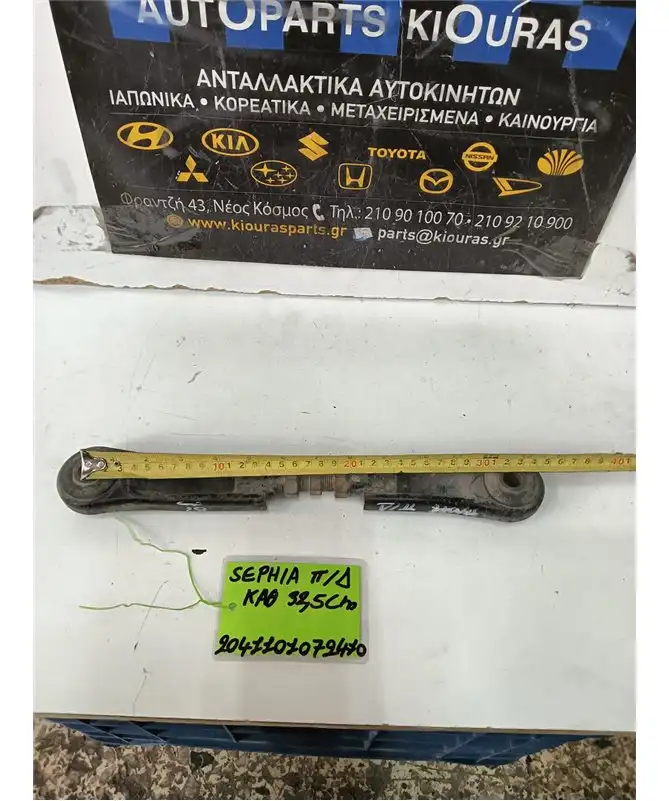 AUTOPARTS KIOURAS
ΑΝΤΑΛΛΑΚΤΙΚΑ ΑΥΤΟΚΙΝΗΤΩΝ
ΙΑΠΩΝΙΚΑ • ΚΟΡΕΑΤΙΚΑ • ΜΕΤΑΧΕΙΡΙΣΜΕΝΑ • ΚΑΙΝΟΥΡΓΙΑ
KIA
TOYOTA
NISSAN
Φραντζή 43, Νέος Κόσμος Τηλ.: 210 90 100 70 • 210 92 10 900
www.kiourasparts.gr parts@kiouras.gr
SEPHIA Π/Δ
ΚΑΘ 32,5cm